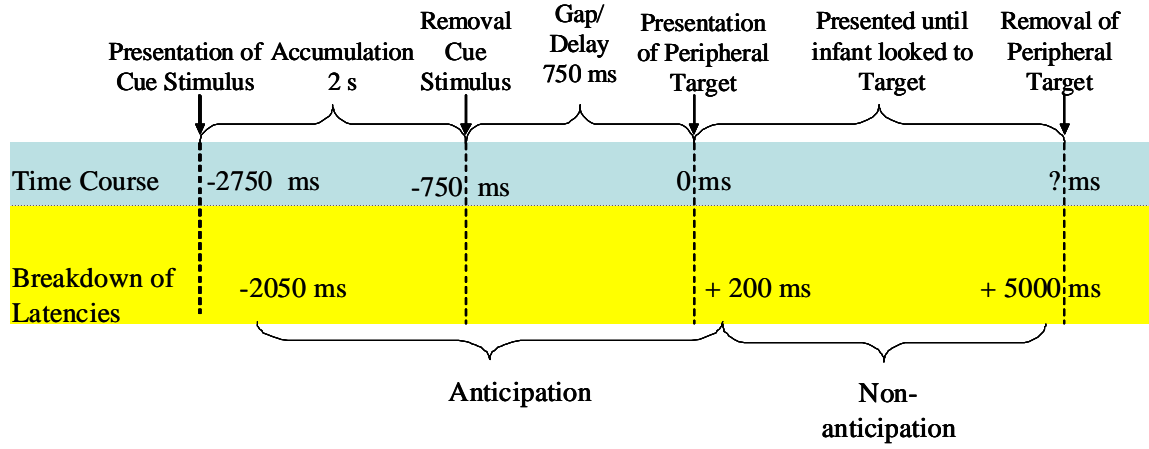 Presentation of
Cue Stimulus
Accumulation
2 s
Removal
Cue
Stimulus
Gap/
Delay
750 ms
Presentation
of Peripheral
Target
Presented until
infant looked to
Target
Removal of
Peripheral
Target
Time Course
-2750 ms
-750 ms
0 ms
? ms
Breakdown of
Latencies
-2050 ms
+ 200 ms
+ 5000 ms
Anticipation
Non-
anticipation